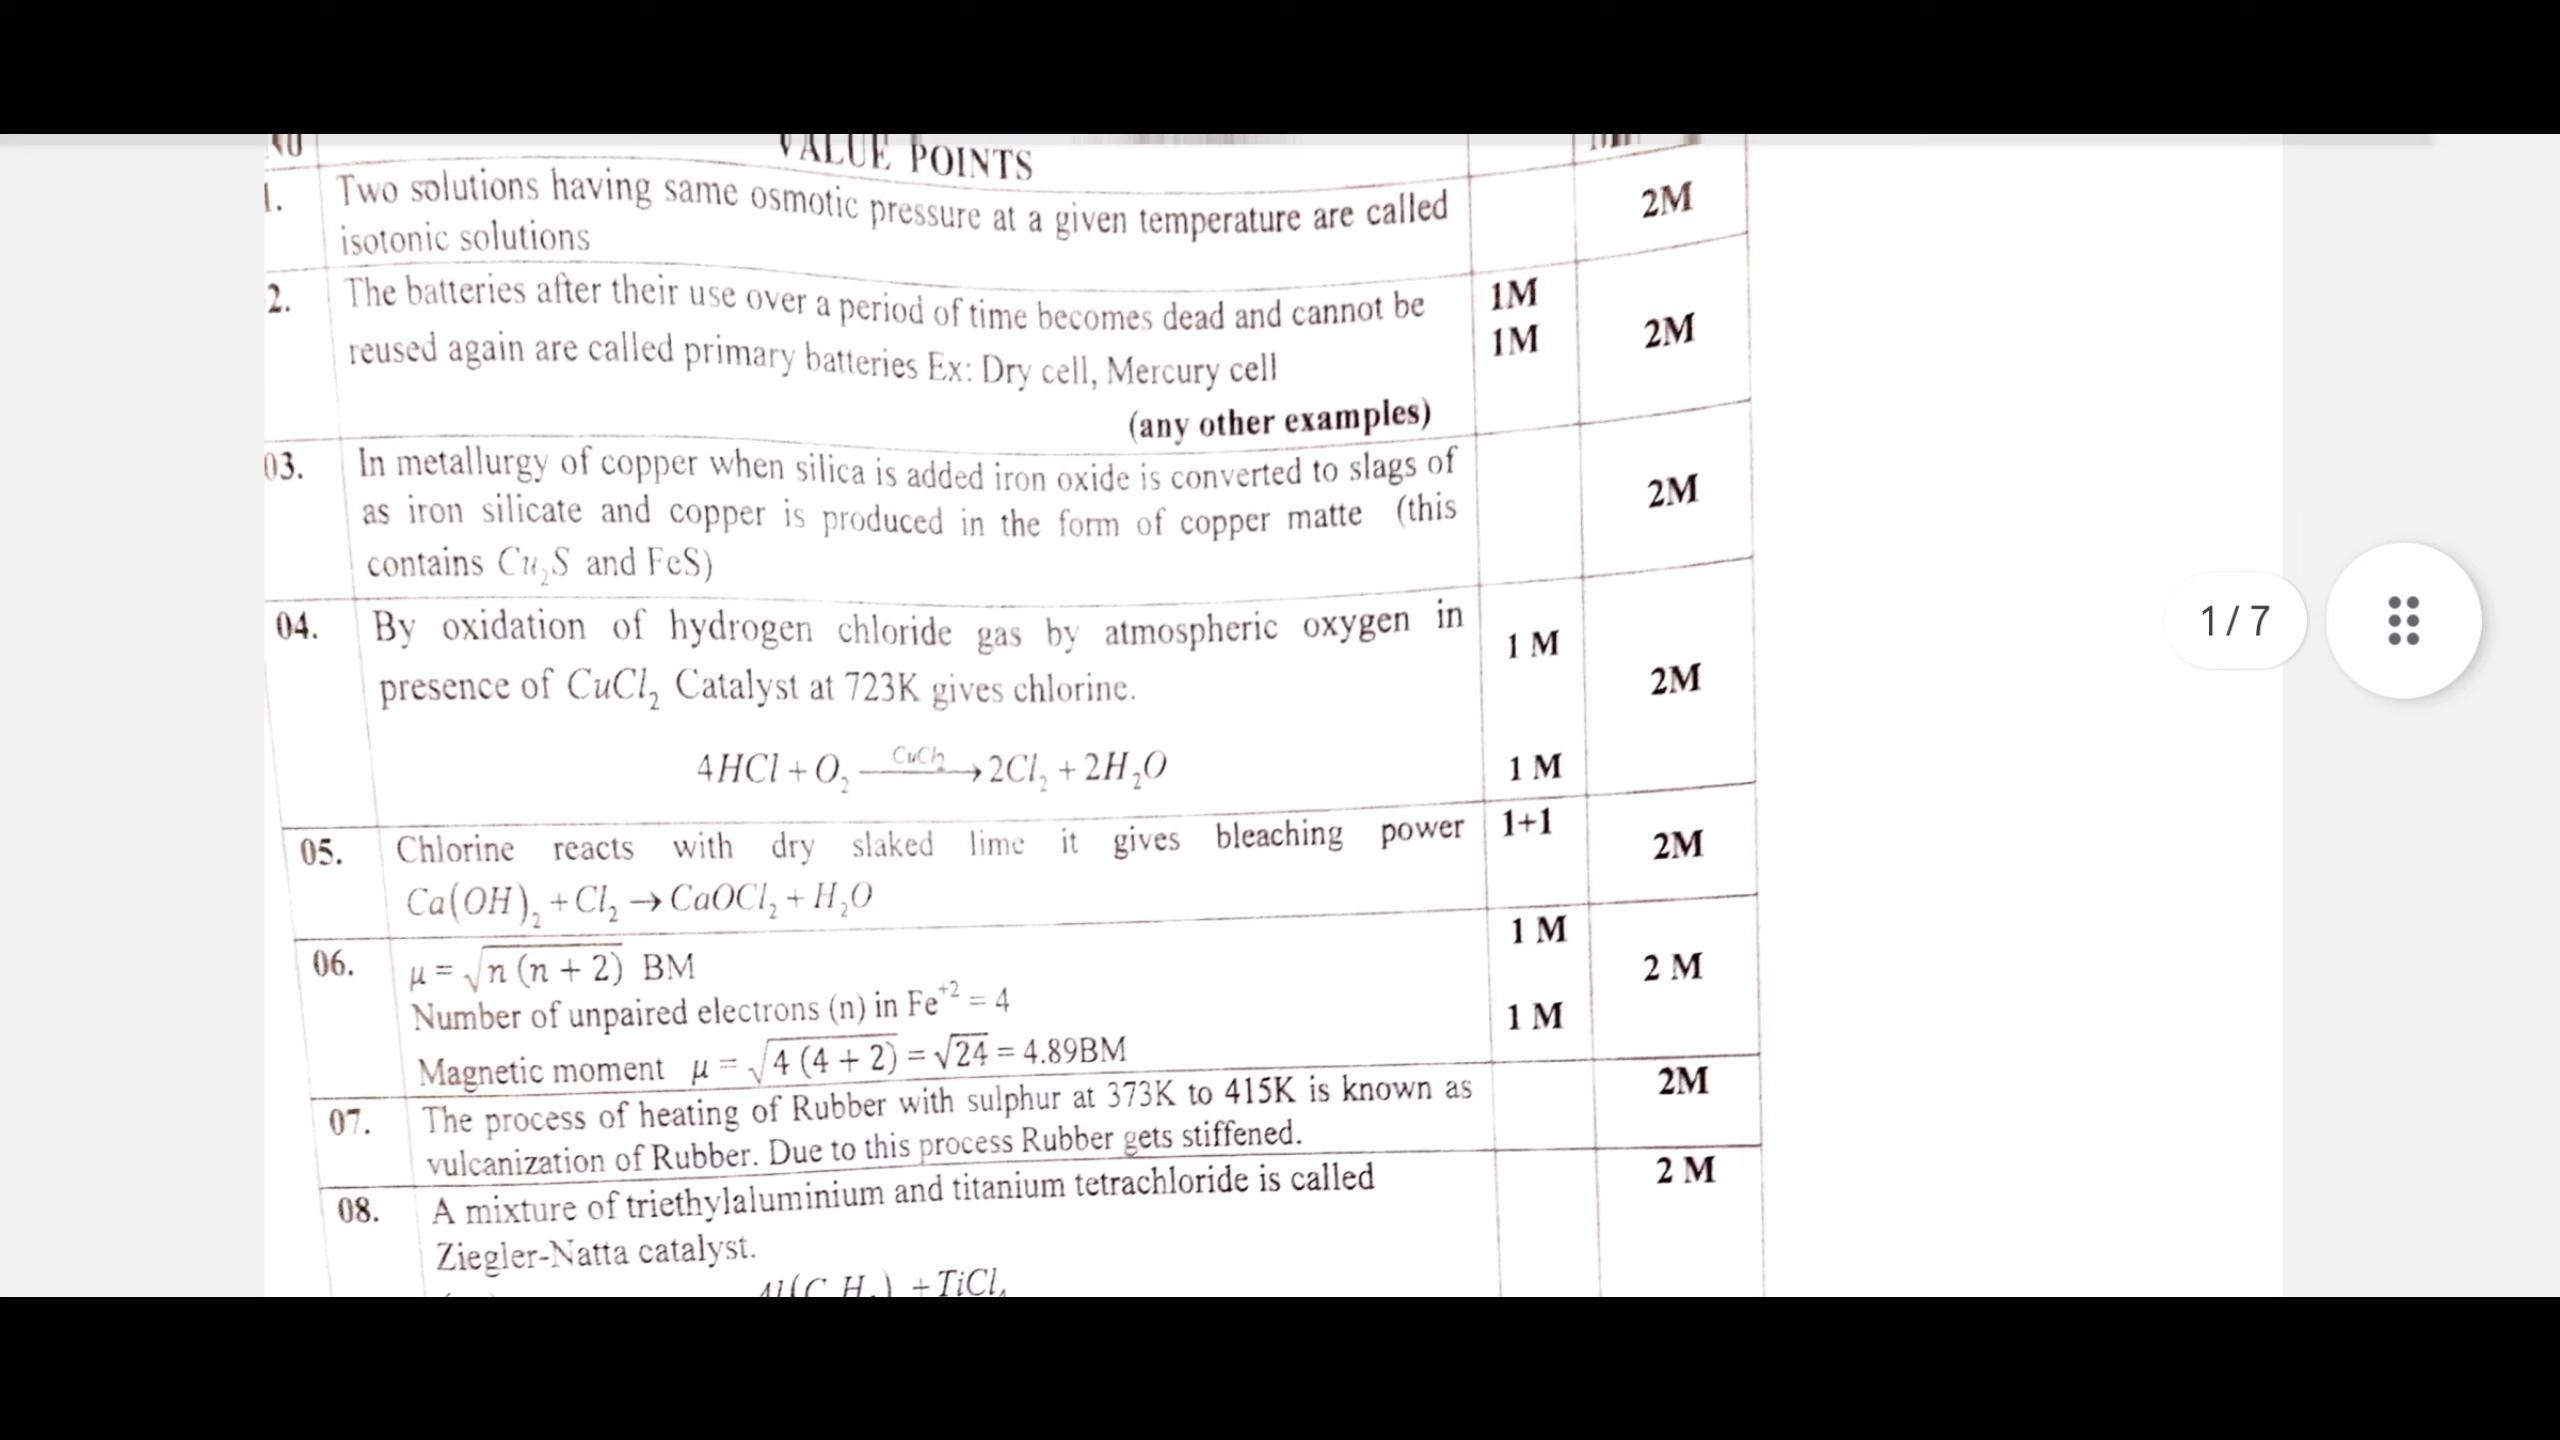 VALUE POINTS
1. Two solutions having same osmotic pressure at a given temperature are called 2M
isotonic solutions
2. The batteries after their use over a period of time becomes dead and cannot be 1M
reused again are called primary batteries Ex: Dry cell, Mercury cell 1M 2M
(any other examples)
03. In metallurgy of copper when silica is added iron oxide is converted to slags of
as iron silicate and copper is produced in the form of copper matte (this 2M
contains Cu₂S and FeS)
04. By oxidation of hydrogen chloride gas by atmospheric oxygen in 1 M
presence of CuCl₂ Catalyst at 723K gives chlorine. 2M
4HCl + O₂ —CuCl₂→ 2Cl₂ + 2H₂O 1 M
05. Chlorine reacts with dry slaked lime it gives bleaching power 1+1 2M
Ca(OH)₂ + Cl₂ → CaOCl₂ + H₂O
06. μ = √n (n + 2) BM 1 M 2 M
Number of unpaired electrons (n) in Fe⁺² = 4 1 M
Magnetic moment μ = √4 (4 + 2) = √24 = 4.89BM
07. The process of heating of Rubber with sulphur at 373K to 415K is known as 2M
vulcanization of Rubber. Due to this process Rubber gets stiffened.
08. A mixture of triethylaluminium and titanium tetrachloride is called 2 M
Ziegler-Natta catalyst.
+ TiCl₄
1 / 7